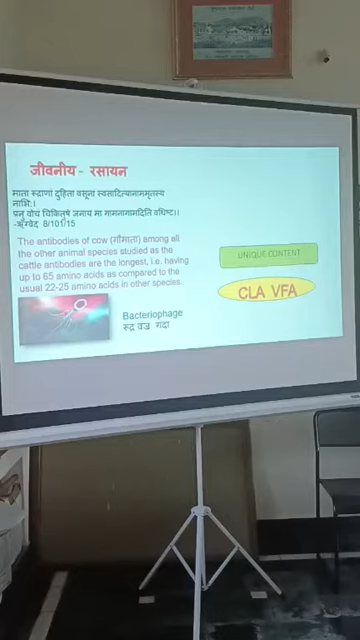 जीवनीय - रसायन
माता रूद्राणां दुहिता वसूना स्वसादित्यानाममृतस्य
नाभि:।
प्रनु वोचं चिकितुषे जनाय मा गामनागामदितिं वधिष्ट।।
-ऋग्वेद 8/101/15
The antibodies of cow (गौमाता) among all
the other animal species studied as the
cattle antibodies are the longest, i.e. having
up to 65 amino acids as compared to the
usual 22-25 amino acids in other species.
UNIQUE CONTENT
CLA VFA
Bacteriophage
रूद्र वज्र गदा